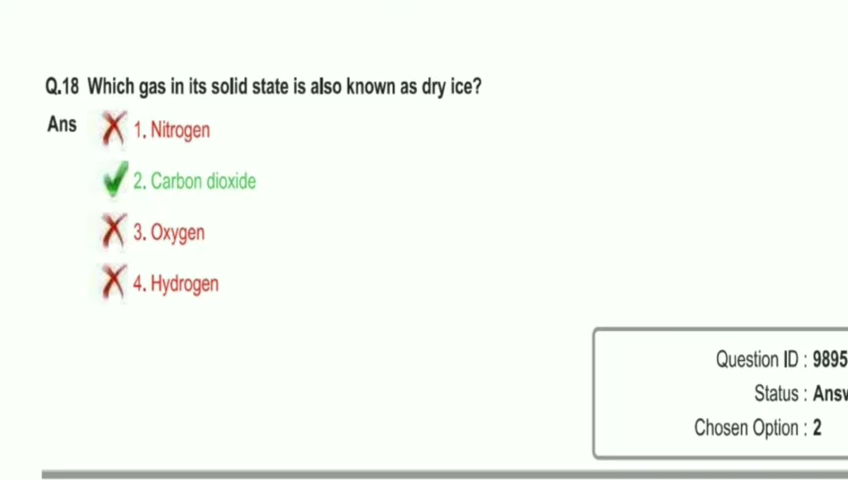 Q.18 Which gas in its solid state is also known as dry ice?
Ans 1. Nitrogen
2. Carbon dioxide
3. Oxygen
4. Hydrogen
Question ID : 9895
Status : Answ
Chosen Option : 2